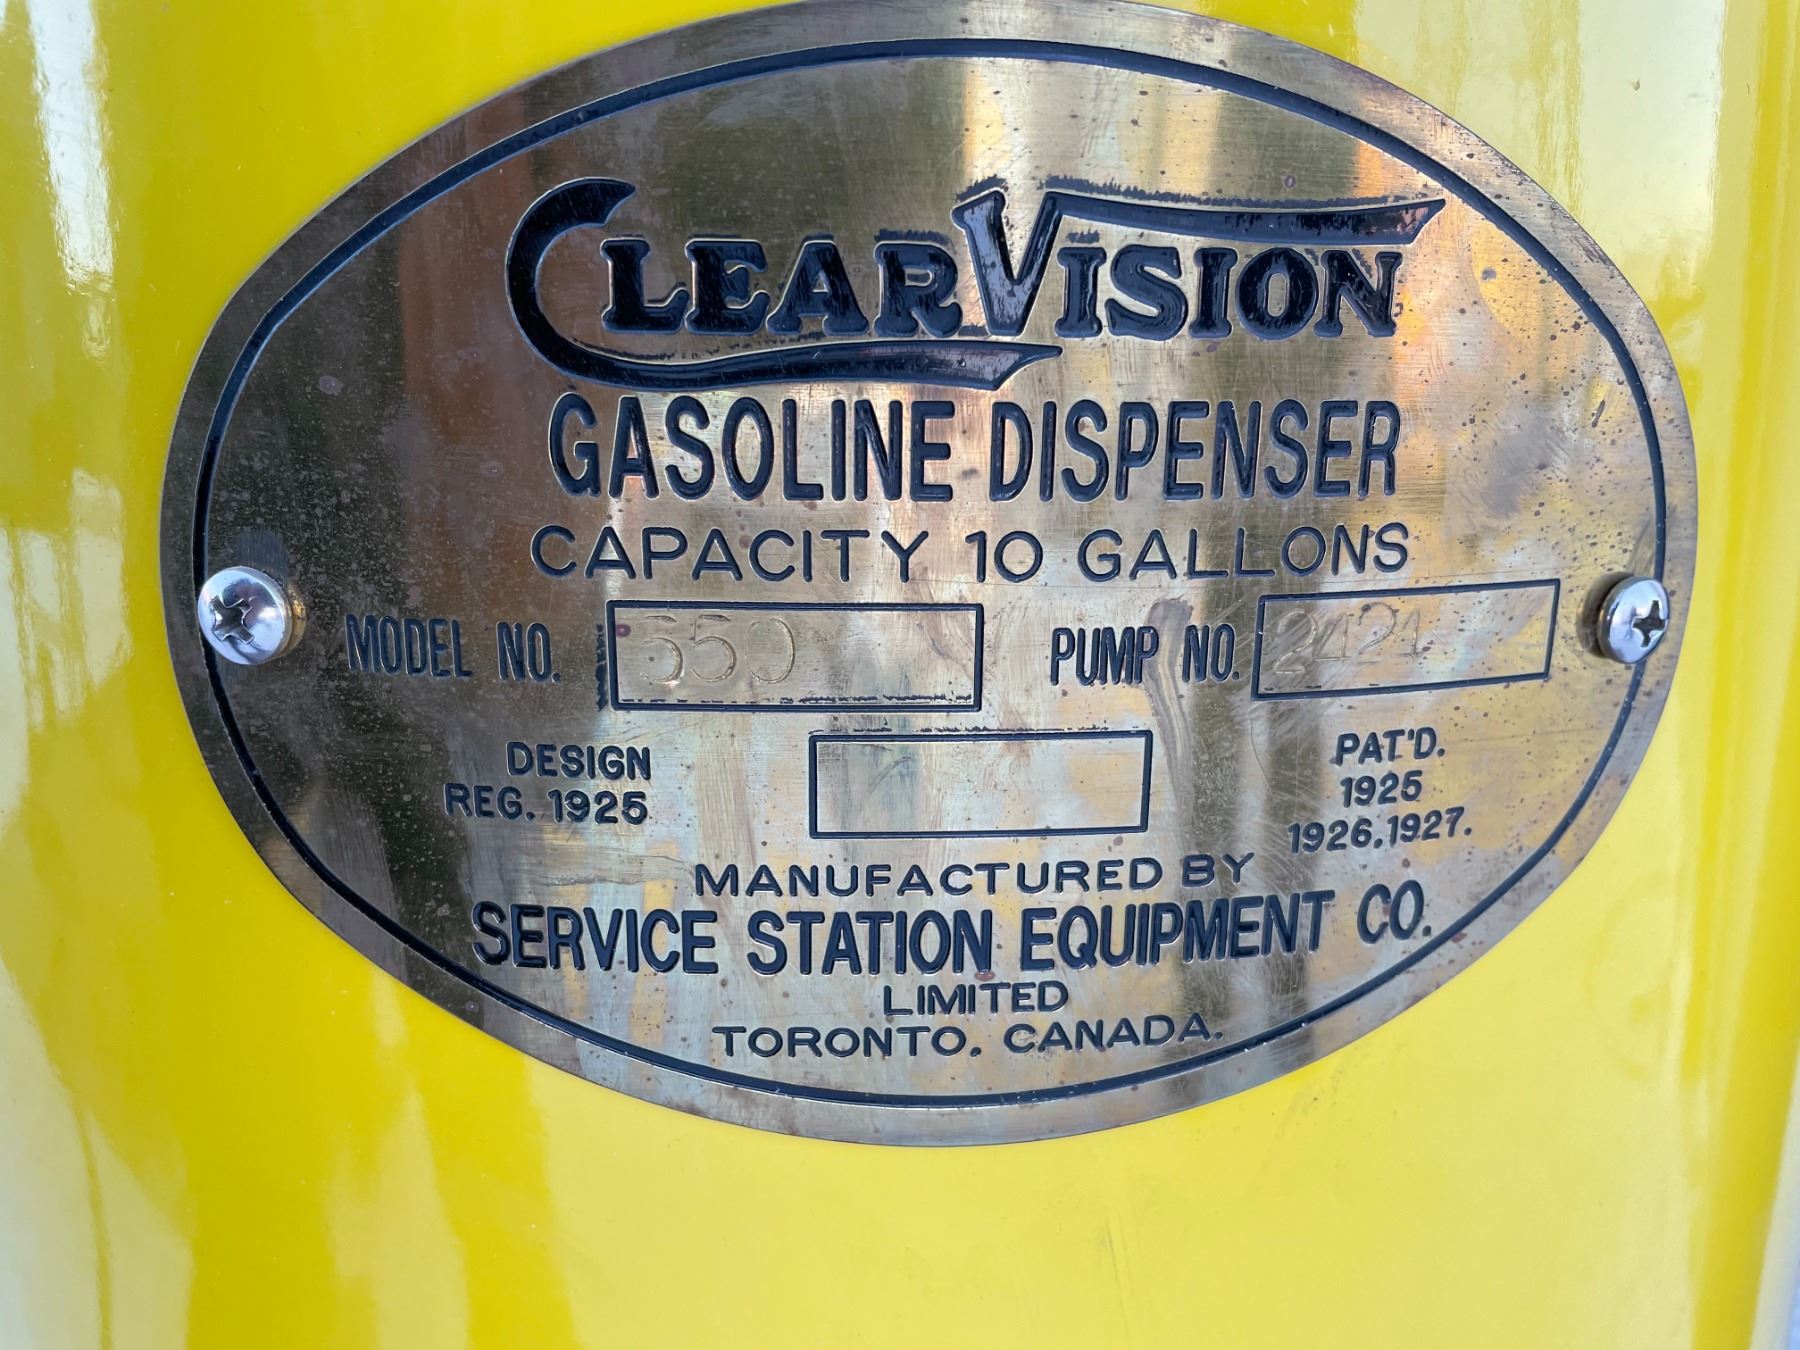 CLEARVISION
GASOLINE DISPENSER
CAPACITY 10 GALLONS
MODEL NO. 550 PUMP NO. 2421
DESIGN
REG. 1925
PAT'D.
1925
1926.1927.
MANUFACTURED BY
SERVICE STATION EQUIPMENT CO.
LIMITED
TORONTO. CANADA.